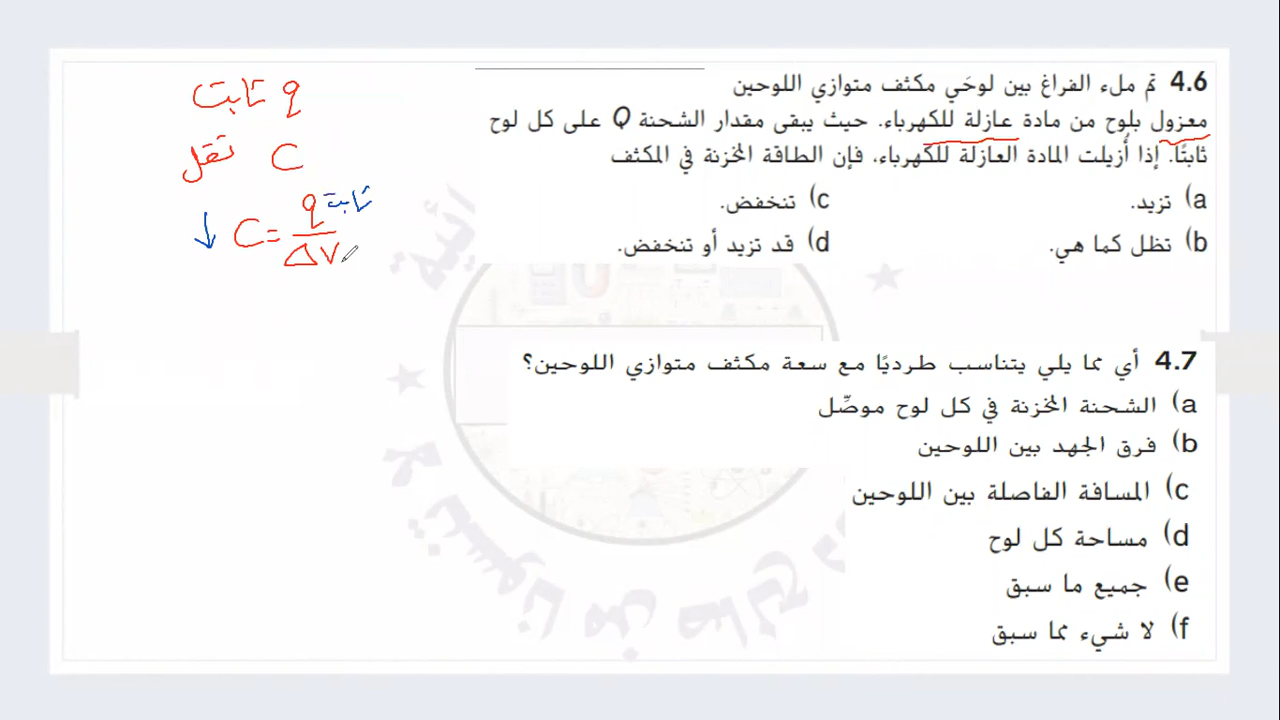 4.6 تم ملء الفراغ بين لوحَي مكثف متوازي اللوحين
معزول بلوح من مادة عازلة للكهرباء. حيث يبقى مقدار الشحنة Q على كل لوح
ثابتًا. إذا أُزيلت المادة العازلة للكهرباء، فإن الطاقة المخزنة في المكثف
a) تزيد.
c) تنخفض.
b) تظل كما هي.
d) قد تزيد أو تنخفض.
q ثابت
C تقل
↓ C = q ثابت / ΔV
4.7 أي مما يلي يتناسب طرديًا مع سعة مكثف متوازي اللوحين؟
a) الشحنة المخزنة في كل لوح موصِّل
b) فرق الجهد بين اللوحين
c) المسافة الفاصلة بين اللوحين
d) مساحة كل لوح
e) جميع ما سبق
f) لا شيء مما سبق